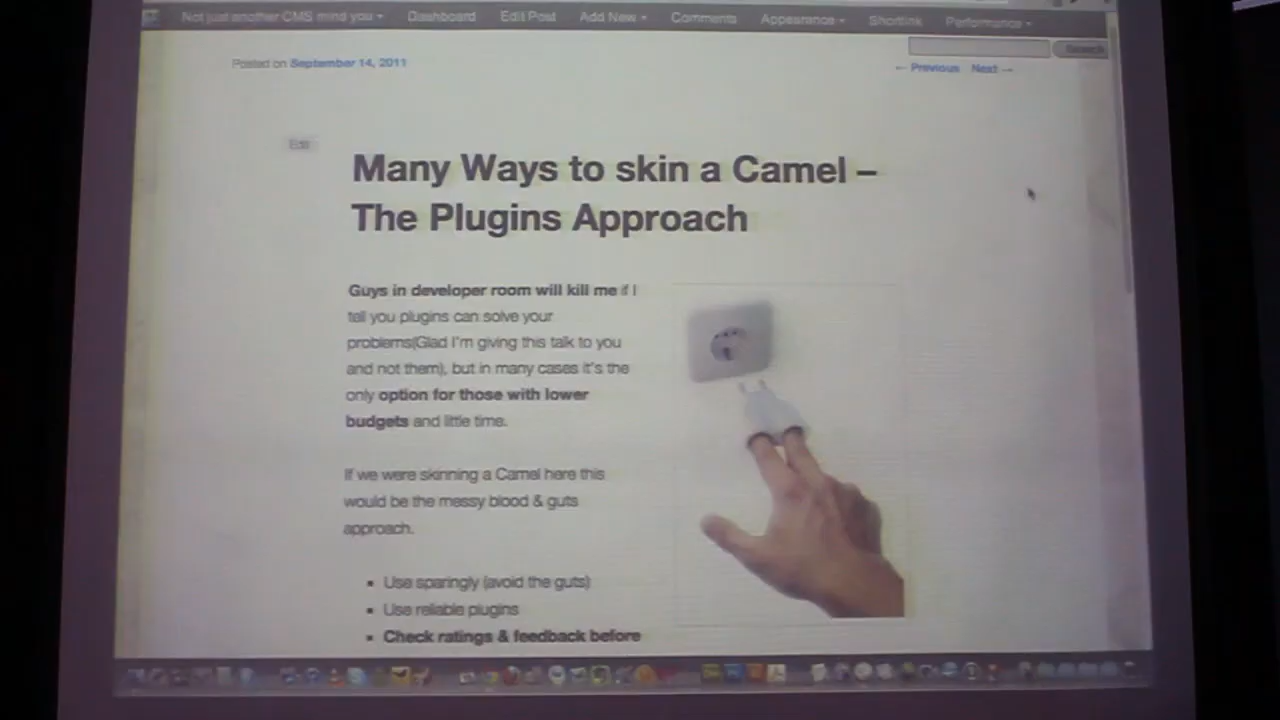 Not just another CMS mind you Dashboard Edit Post Add New Comments Appearance Shortlink Performance
Search
Posted on September 14, 2011
← Previous Next →
Edit
Many Ways to skin a Camel –
The Plugins Approach
Guys in developer room will kill me if I
tell you plugins can solve your
problems(Glad I'm giving this talk to you
and not them), but in many cases it's the
only option for those with lower
budgets and little time.
If we were skinning a Camel here this
would be the messy blood & guts
approach.
▪ Use sparingly (avoid the guts)
▪ Use reliable plugins
▪ Check ratings & feedback before